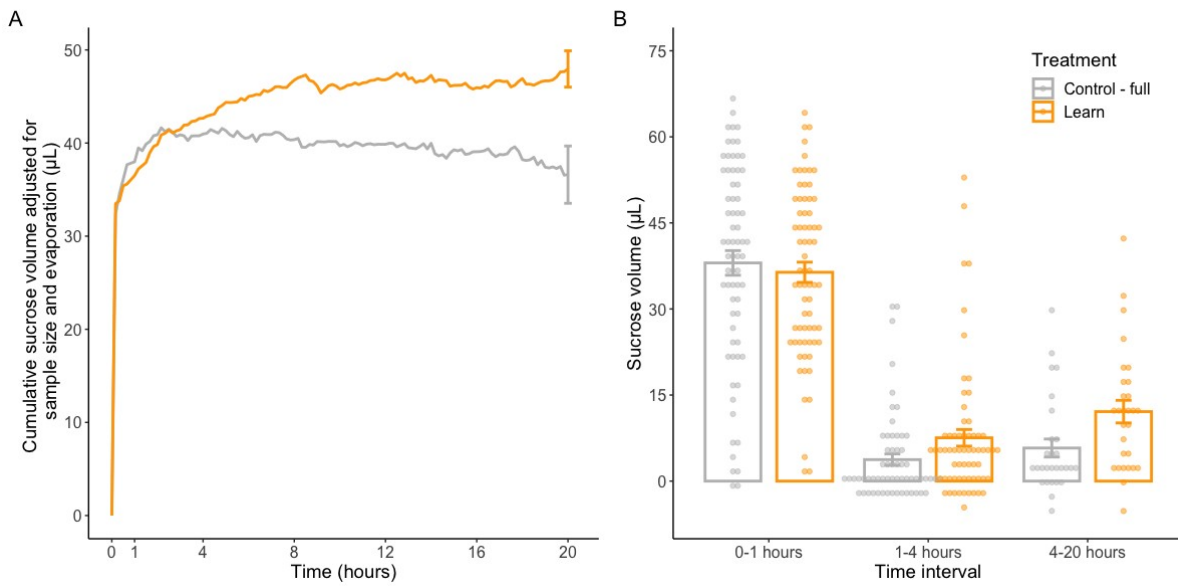 A
Cumulative sucrose volume adjusted for
sample size and evaporation (µL)
50
40
30
20
10
0
0 1 4 8 12 16 20
Time (hours)
B
Sucrose volume (µL)
75
60
45
30
15
0
Treatment
Control - full
Learn
0-1 hours 1-4 hours 4-20 hours
Time interval